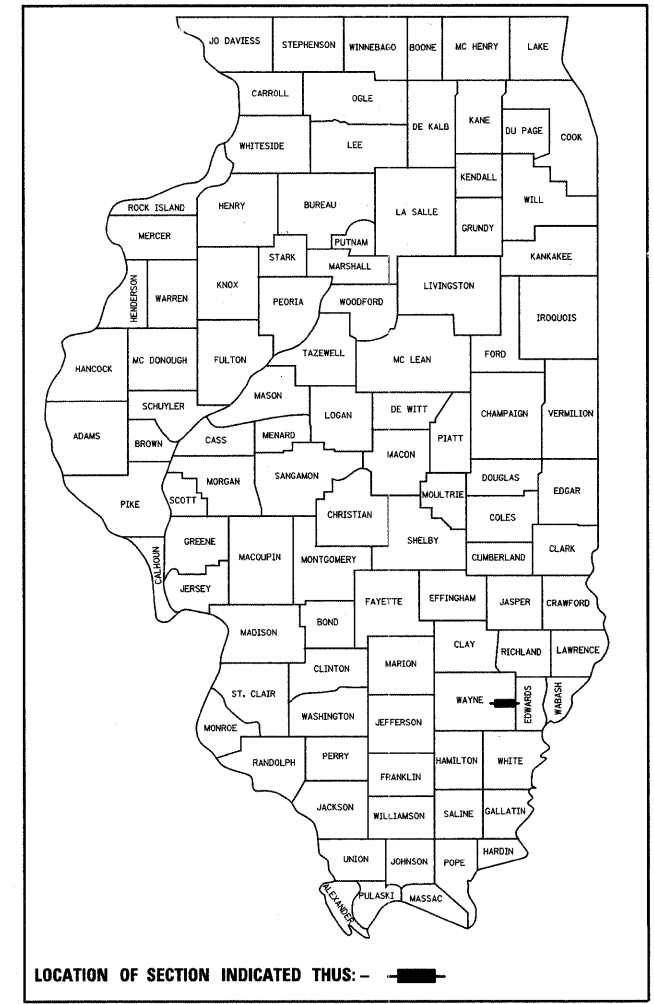 JO DAVIESS
STEPHENSON
WINNEBAGO
BOONE
MC HENRY
LAKE
CARROLL
OGLE
DE KALB
KANE
DU PAGE
COOK
WHITESIDE
LEE
KENDALL
WILL
ROCK ISLAND
HENRY
BUREAU
LA SALLE
GRUNDY
MERCER
PUTNAM
STARK
MARSHALL
KANKAKEE
HENDERSON
WARREN
KNOX
PEORIA
WOODFORD
LIVINGSTON
IROQUOIS
HANCOCK
MC DONOUGH
FULTON
TAZEWELL
MC LEAN
FORD
MASON
SCHUYLER
LOGAN
DE WITT
CHAMPAIGN
VERMILION
ADAMS
BROWN
CASS
MENARD
MACON
PIATT
PIKE
SCOTT
MORGAN
SANGAMON
MOULTRIE
DOUGLAS
EDGAR
CHRISTIAN
COLES
GREENE
MACOUPIN
MONTGOMERY
SHELBY
CUMBERLAND
CLARK
CALHOUN
JERSEY
FAYETTE
EFFINGHAM
JASPER
CRAWFORD
MADISON
BOND
CLAY
RICHLAND
LAWRENCE
CLINTON
MARION
ST. CLAIR
WAYNE
EDWARDS
WABASH
MONROE
WASHINGTON
JEFFERSON
RANDOLPH
PERRY
HAMILTON
WHITE
FRANKLIN
JACKSON
WILLIAMSON
SALINE
GALLATIN
UNION
JOHNSON
POPE
HARDIN
ALEXANDER
PULASKI
MASSAC
LOCATION OF SECTION INDICATED THUS: –